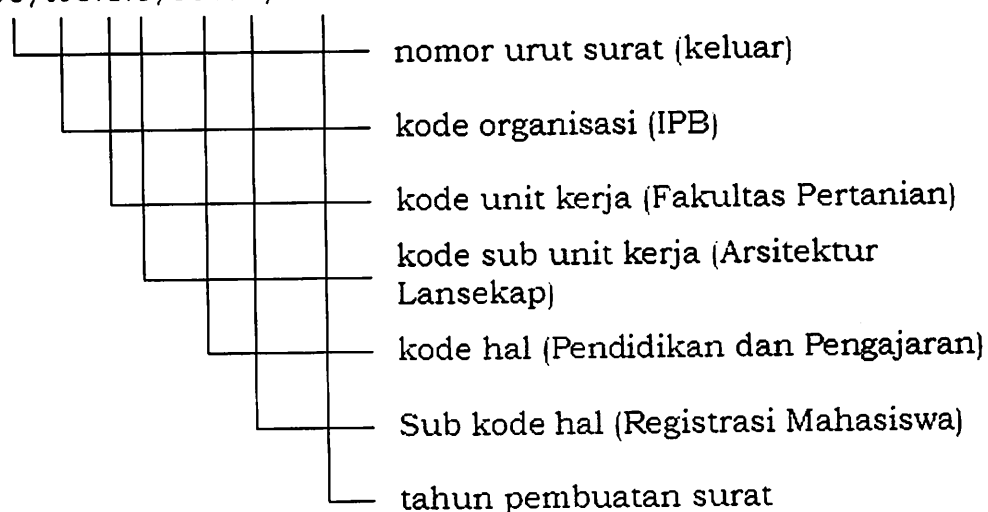 nomor urut surat (keluar)
kode organisasi (IPB)
kode unit kerja (Fakultas Pertanian)
kode sub unit kerja (Arsitektur
Lansekap)
kode hal (Pendidikan dan Pengajaran)
Sub kode hal (Registrasi Mahasiswa)
tahun pembuatan surat